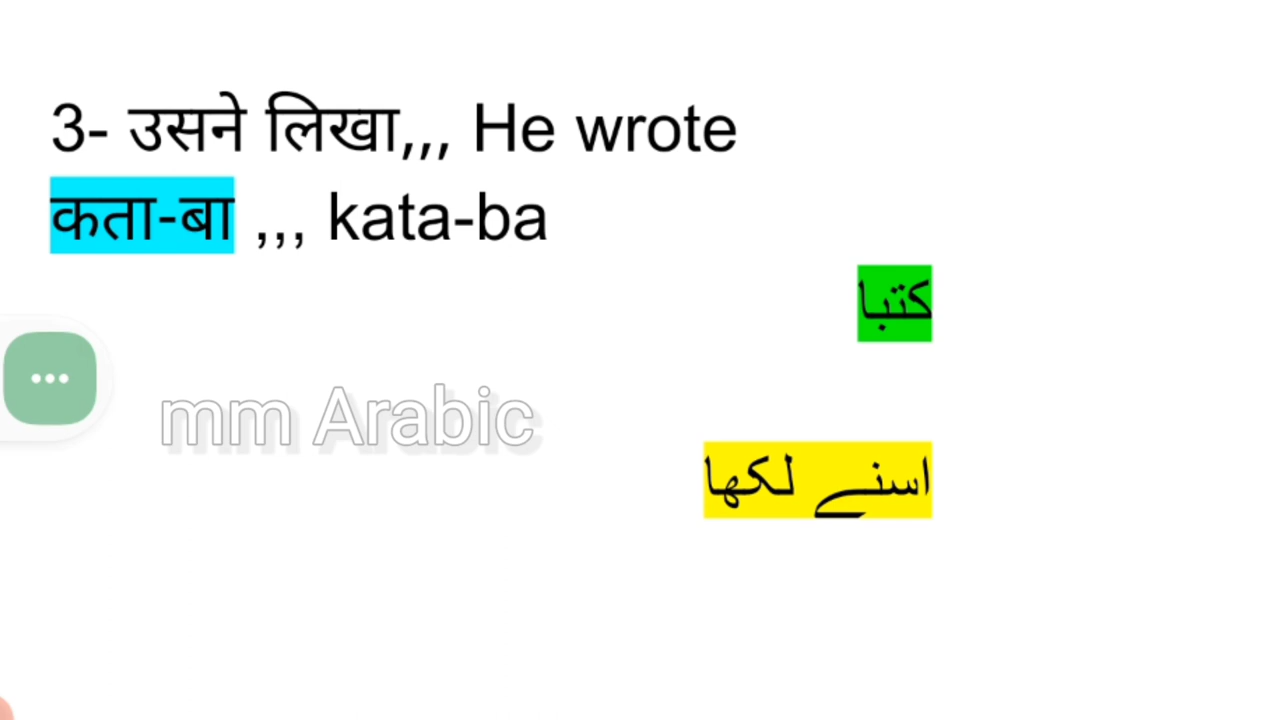 3- उसने लिखा,,, He wrote
कता-बा ,,, kata-ba
كتبا
mm Arabic
اسنے لکھا